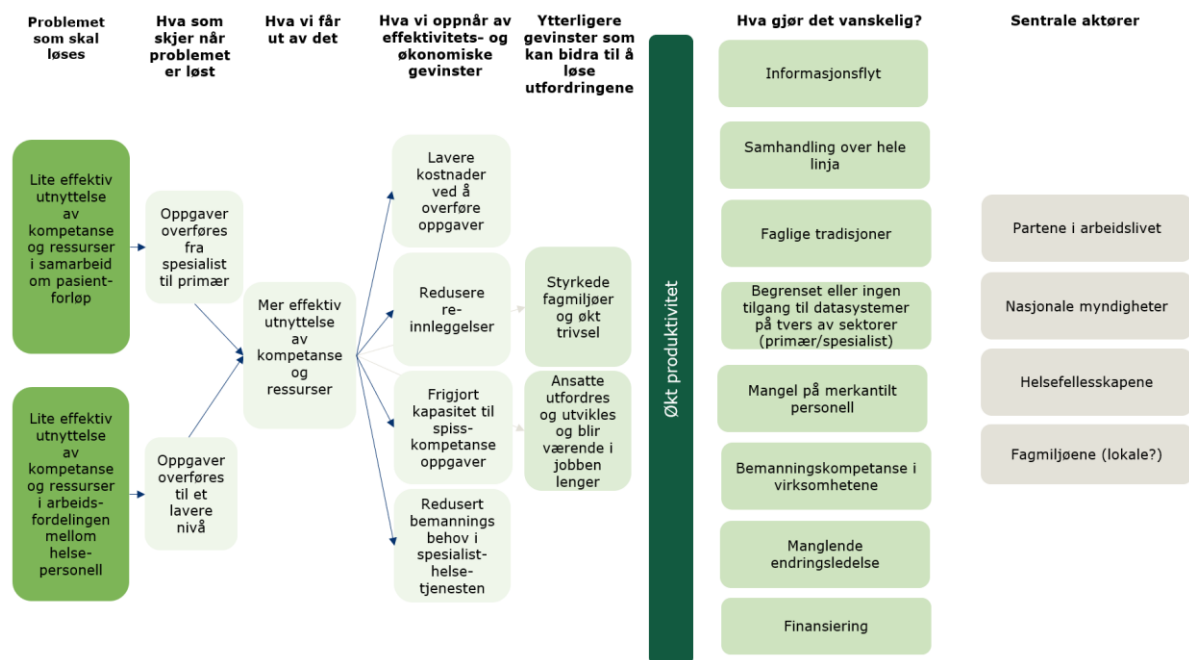 Problemet
som skal
løses
Hva som
skjer når
problemet
er løst
Hva vi får
ut av det
Hva vi oppnår av
effektivitets- og
økonomiske
gevinster
Ytterligere
gevinster som
kan bidra til å
løse
utfordringene
Hva gjør det vanskelig?
Sentrale aktører
Lite effektiv
utnyttelse
av
kompetanse
og ressurser
i samarbeid
om pasient-
forløp
Lite effektiv
utnyttelse
av
kompetanse
og ressurser
i arbeids-
fordelingen
mellom
helse-
personell
Oppgaver
overføres
fra
spesialist
til primær
Oppgaver
overføres
til et
lavere
nivå
Mer effektiv
utnyttelse
av
kompetanse
og
ressurser
Lavere
kostnader
ved å
overføre
oppgaver
Redusere
re-
innleggelser
Frigjort
kapasitet til
spiss-
kompetanse
oppgaver
Redusert
bemannings
behov i
spesialist-
helse-
tjenesten
Styrkede
fagmiljøer
og økt
trivsel
Ansatte
utfordres
og utvikles
og blir
værende i
jobben
lenger
Økt produktivitet
Informasjonsflyt
Samhandling over hele
linja
Faglige tradisjoner
Begrenset eller ingen
tilgang til datasystemer
på tvers av sektorer
(primær/spesialist)
Mangel på merkantilt
personell
Bemanningskompetanse i
virksomhetene
Manglende
endringsledelse
Finansiering
Partene i arbeidslivet
Nasjonale myndigheter
Helsefellesskapene
Fagmiljøene (lokale?)